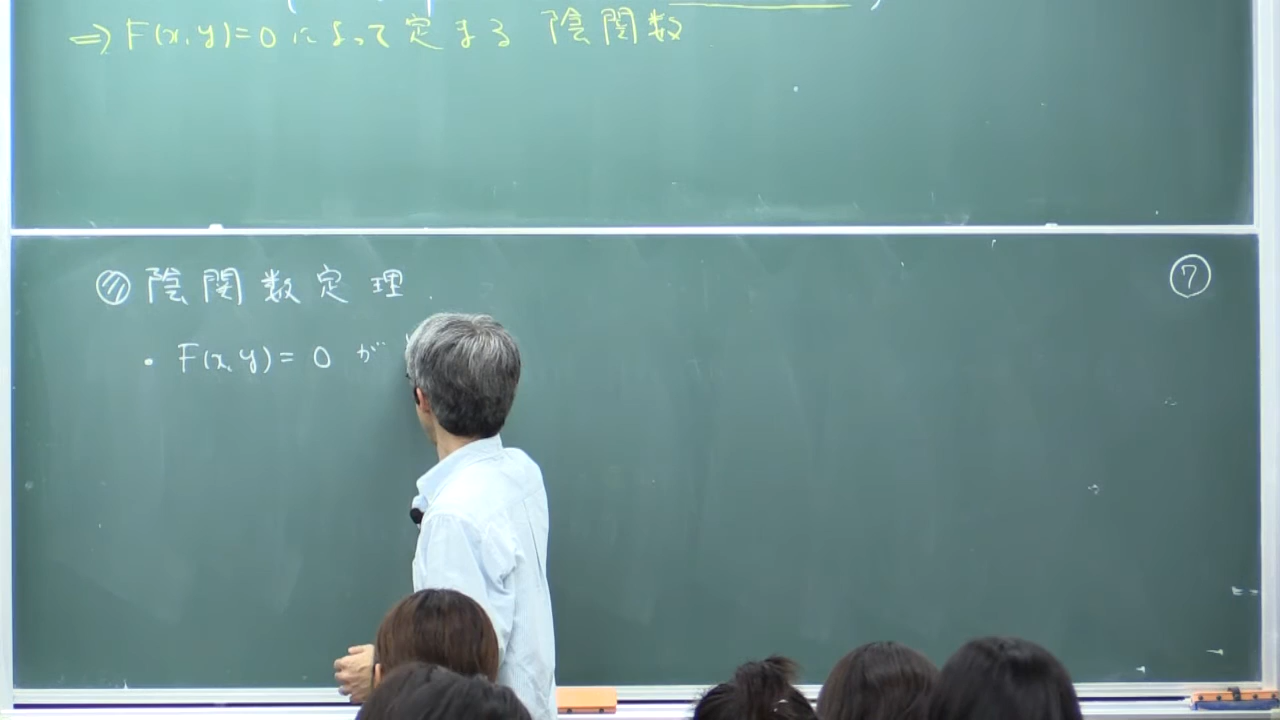 ⇒ F(x,y)=0 によって定まる 陰関数
⑦
陰関数定理
・F(x,y)=0 が